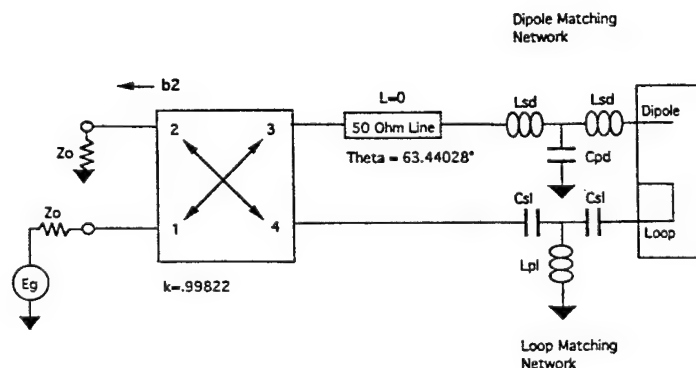 Dipole Matching
Network
b2
L=0
Lsd
Lsd
Dipole
50 Ohm Line
Zo
2
3
Theta = 63.44028°
Cpd
Zo
Csl
Csl
1
4
Loop
Eg
Lpl
k=.99822
Loop Matching
Network